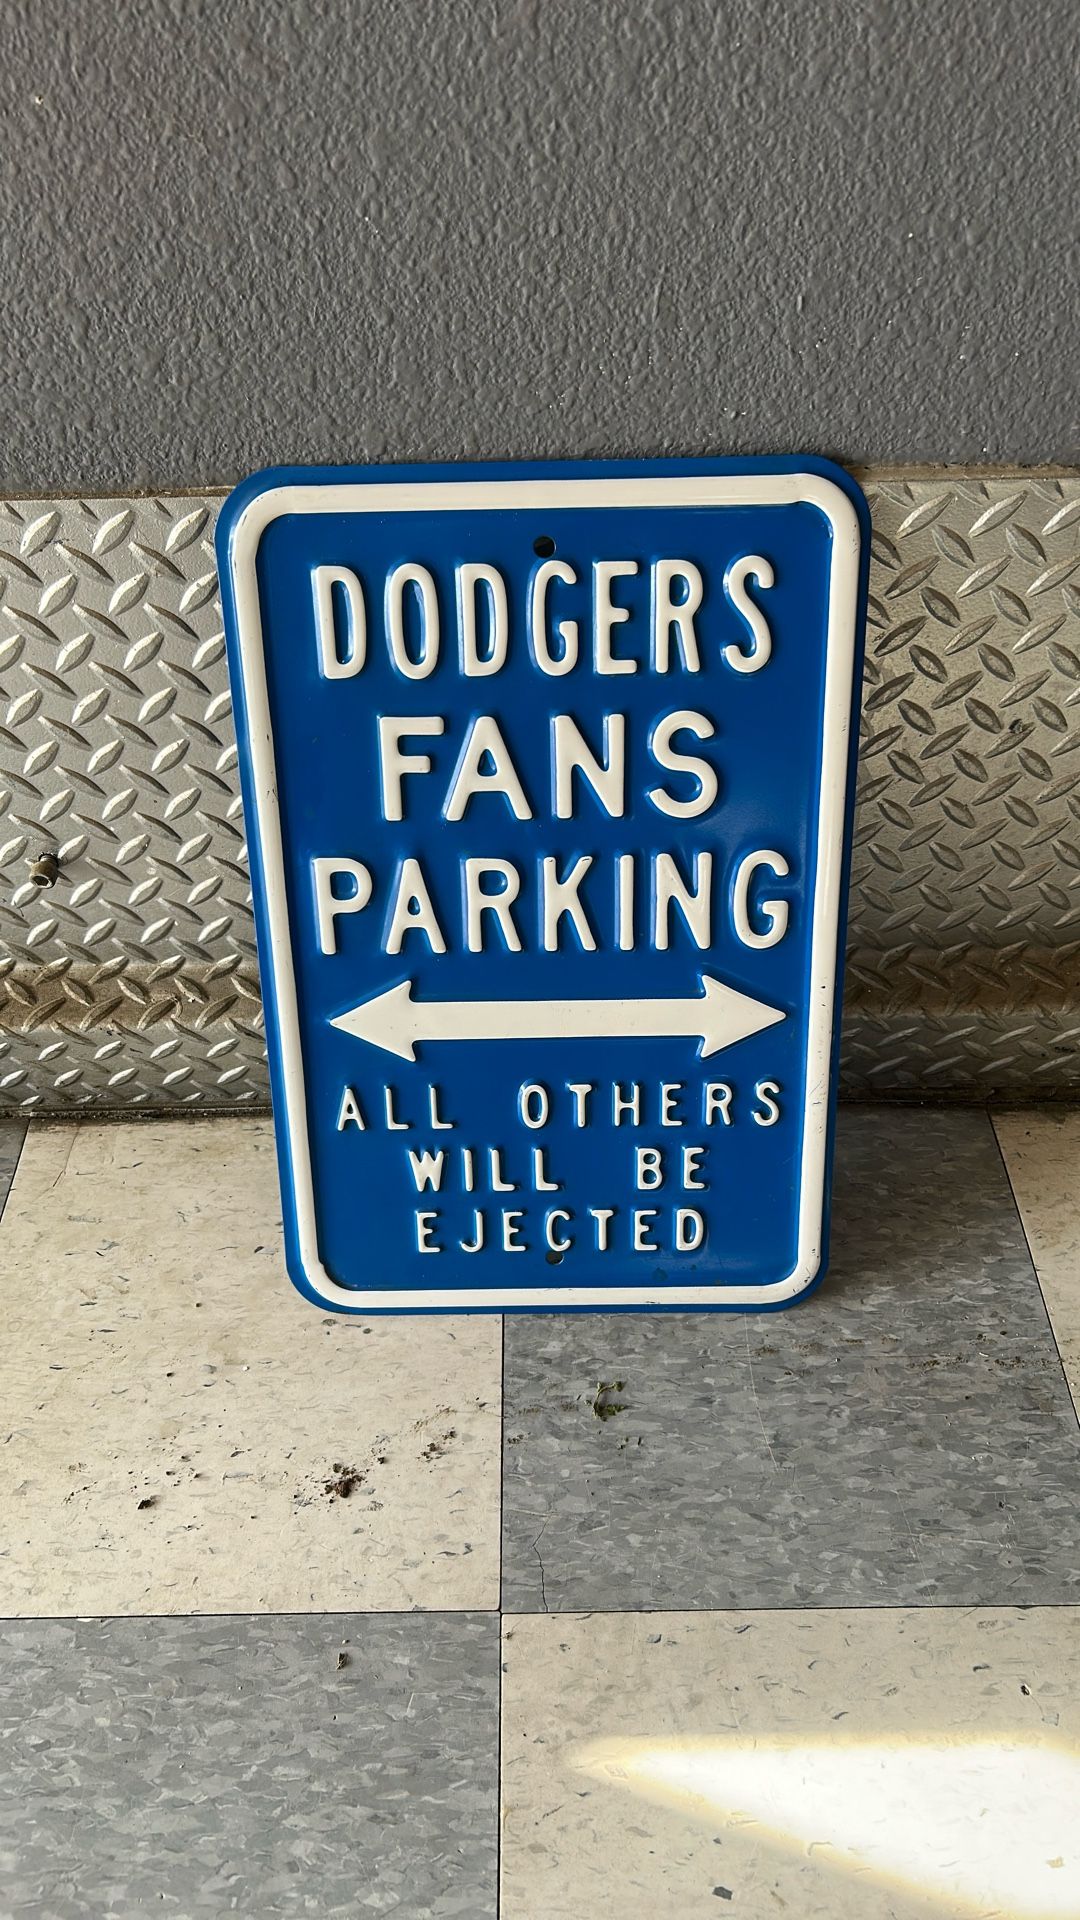 DODGERS
FANS
PARKING
ALL OTHERS
WILL BE
EJECTED